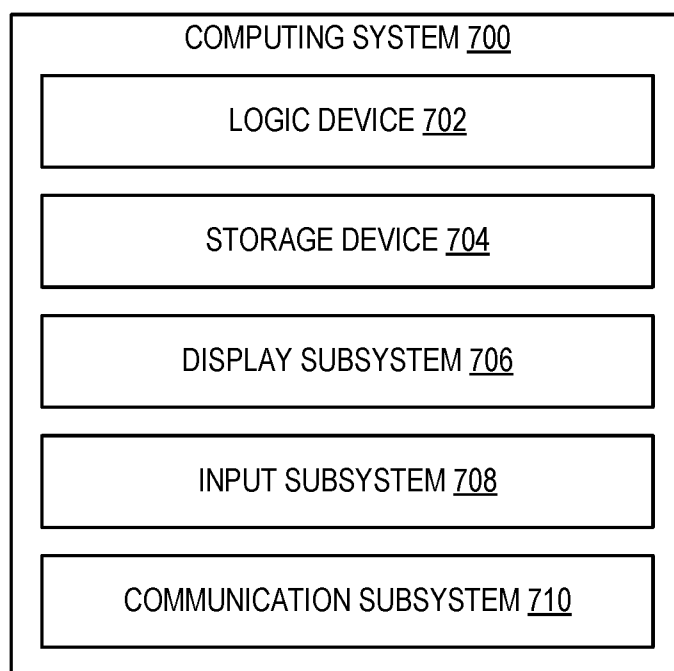 COMPUTING SYSTEM 700
LOGIC DEVICE 702
STORAGE DEVICE 704
DISPLAY SUBSYSTEM 706
INPUT SUBSYSTEM 708
COMMUNICATION SUBSYSTEM 710